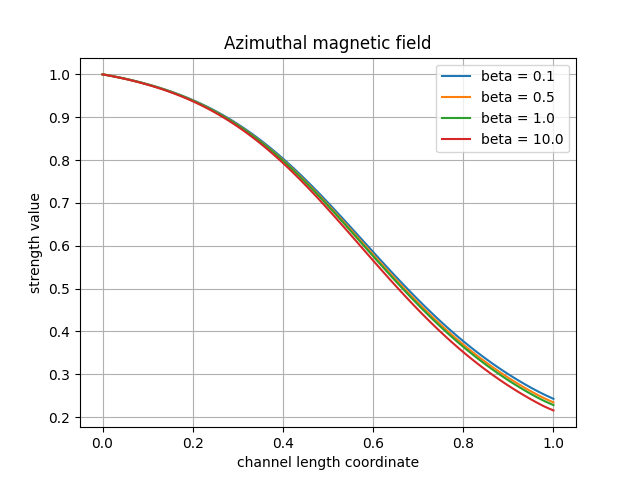 Azimuthal magnetic field
strength value
1.0
0.9
0.8
0.7
0.6
0.5
0.4
0.3
0.2
beta = 0.1
beta = 0.5
beta = 1.0
beta = 10.0
0.0 0.2 0.4 0.6 0.8 1.0
channel length coordinate